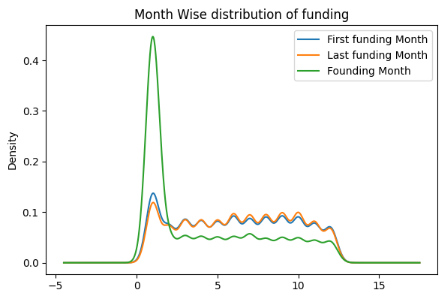 Month Wise distribution of funding
First funding Month
Last funding Month
Founding Month
Density
0.4
0.3
0.2
0.1
0.0
−5 0 5 10 15